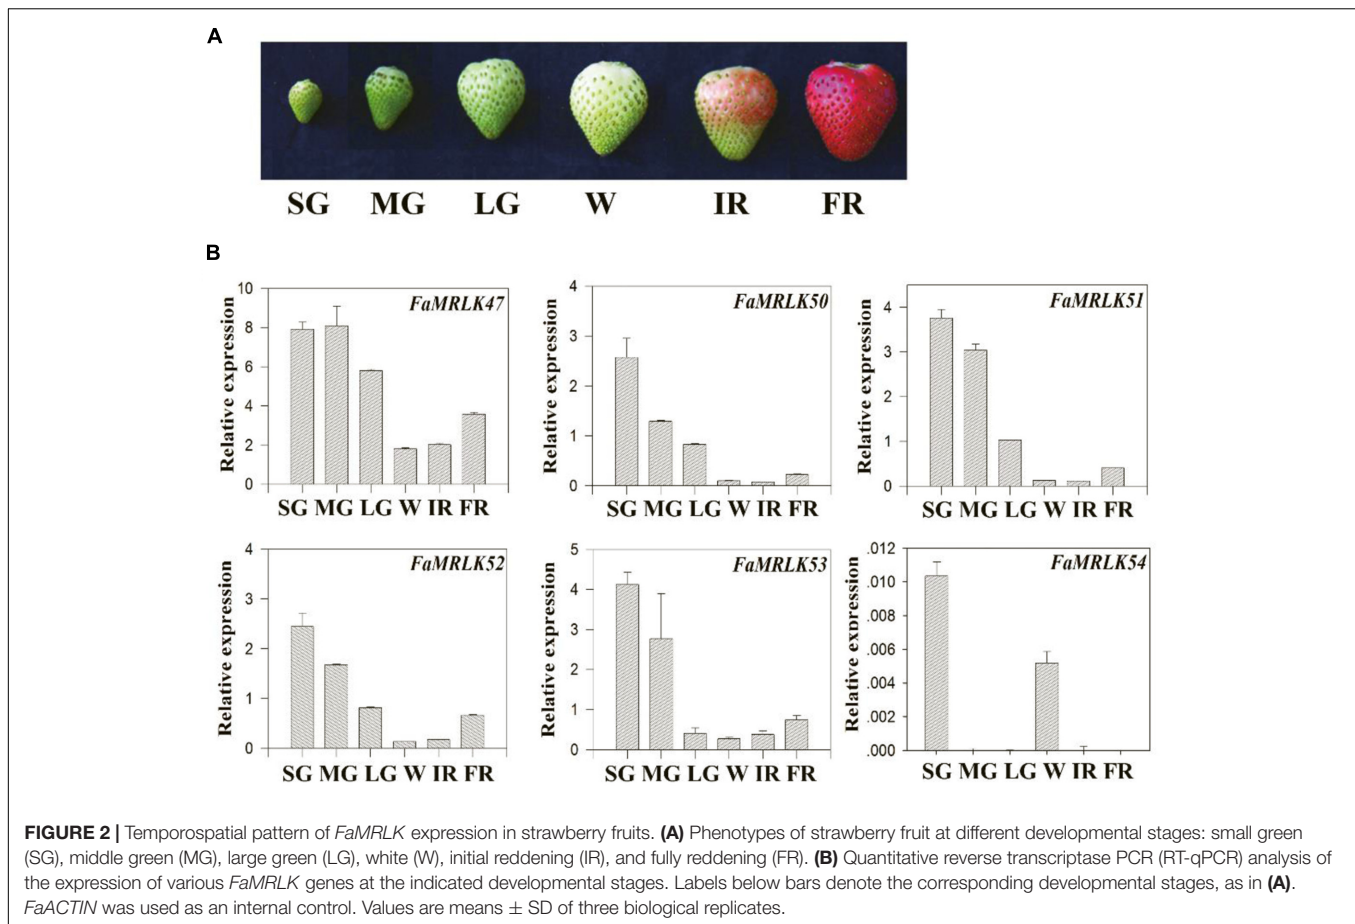 A
SG MG LG W IR FR
B
FaMRLK47
Relative expression
10
8
6
4
2
0
SG MG LG W IR FR
FaMRLK50
Relative expression
4
3
2
1
0
SG MG LG W IR FR
FaMRLK51
Relative expression
4
3
2
1
0
SG MG LG W IR FR
FaMRLK52
Relative expression
4
3
2
1
0
SG MG LG W IR FR
FaMRLK53
Relative expression
5
4
3
2
1
0
SG MG LG W IR FR
FaMRLK54
Relative expression
.012
.010
.008
.006
.004
.002
.000
SG MG LG W IR FR
FIGURE 2 | Temporospatial pattern of FaMRLK expression in strawberry fruits. (A) Phenotypes of strawberry fruit at different developmental stages: small green
(SG), middle green (MG), large green (LG), white (W), initial reddening (IR), and fully reddening (FR). (B) Quantitative reverse transcriptase PCR (RT-qPCR) analysis of
the expression of various FaMRLK genes at the indicated developmental stages. Labels below bars denote the corresponding developmental stages, as in (A).
FaACTIN was used as an internal control. Values are means ± SD of three biological replicates.